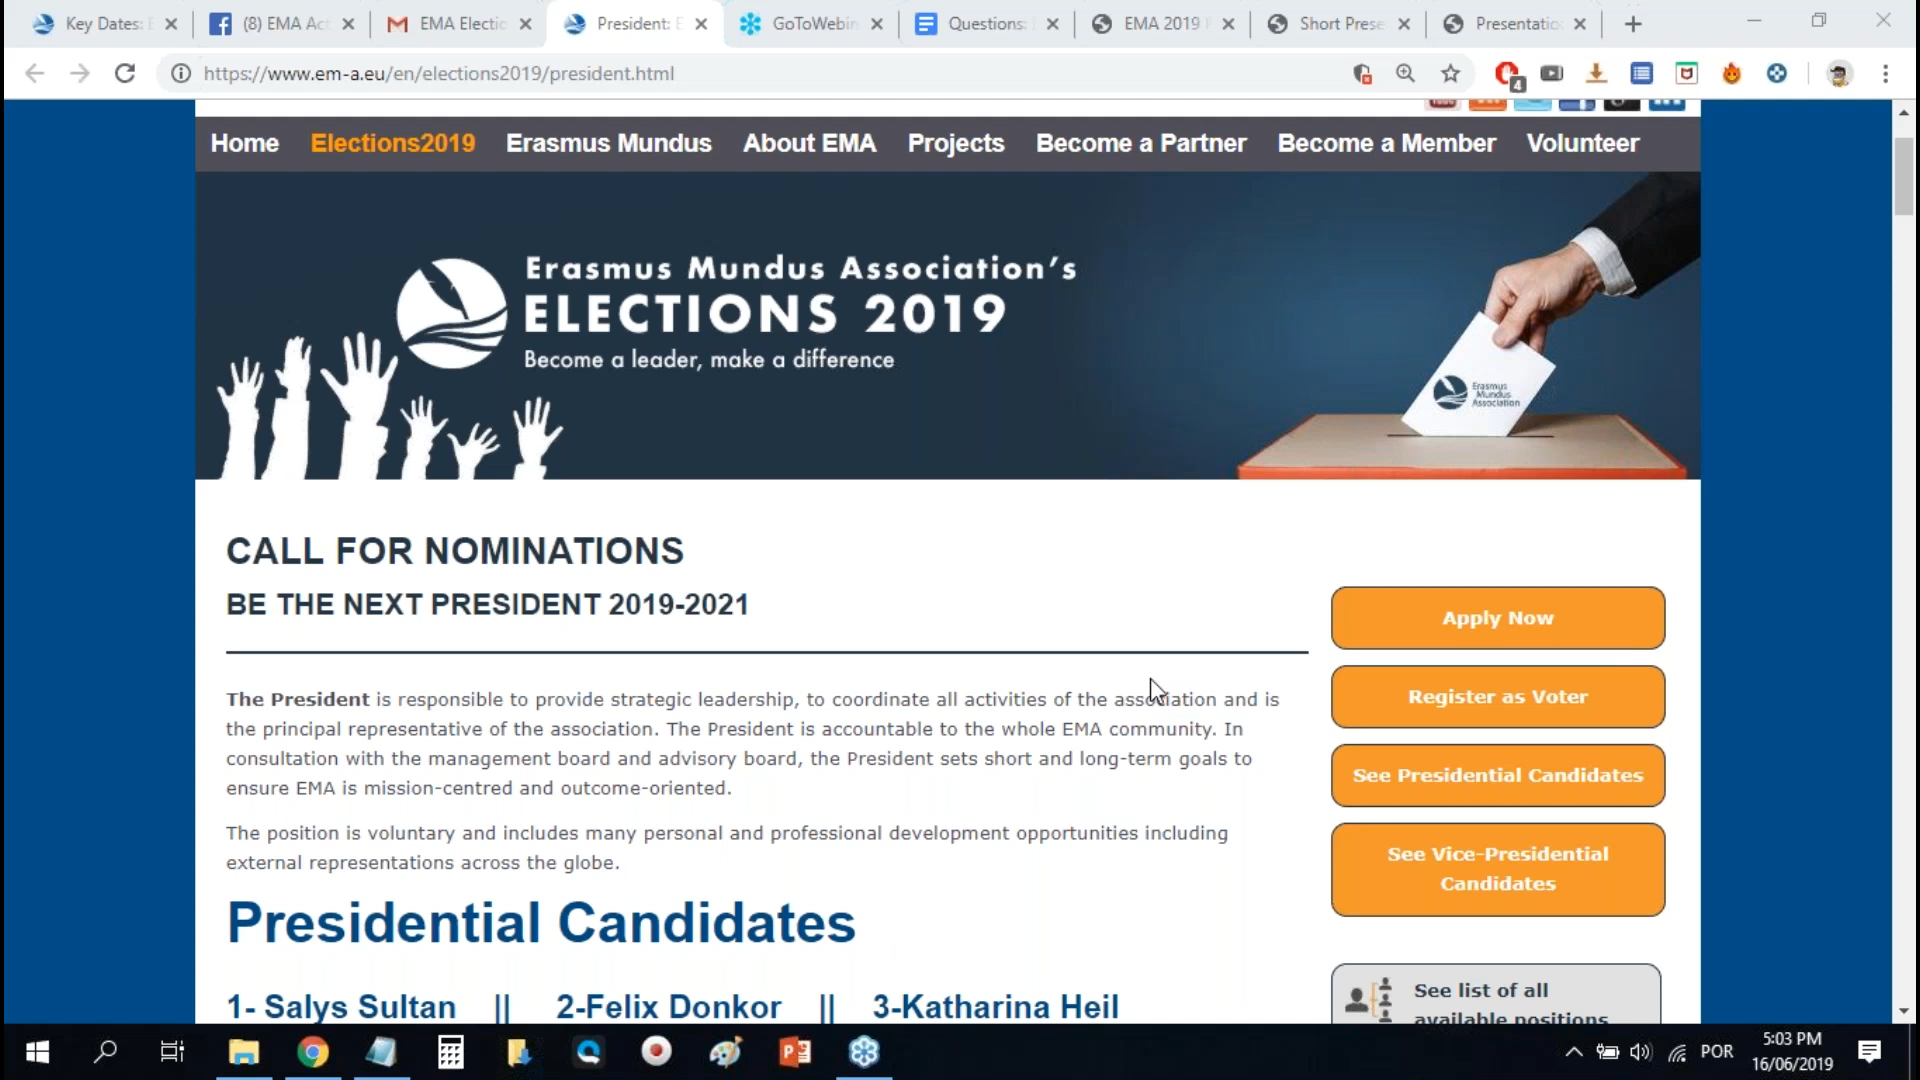 Key Dates: E
(8) EMA Act
EMA Electio
President: E
GoToWebin
Questions:
EMA 2019
Short Prese
Presentatio
https://www.em-a.eu/en/elections2019/president.html
4
Home Elections2019 Erasmus Mundus About EMA Projects Become a Partner Become a Member Volunteer
Erasmus Mundus Association's
ELECTIONS 2019
Become a leader, make a difference
Erasmus
Mundus
Association
CALL FOR NOMINATIONS
BE THE NEXT PRESIDENT 2019-2021
The President is responsible to provide strategic leadership, to coordinate all activities of the association and is
the principal representative of the association. The President is accountable to the whole EMA community. In
consultation with the management board and advisory board, the President sets short and long-term goals to
ensure EMA is mission-centred and outcome-oriented.
The position is voluntary and includes many personal and professional development opportunities including
external representations across the globe.
Presidential Candidates
1- Salys Sultan || 2-Felix Donkor || 3-Katharina Heil
Apply Now
Register as Voter
See Presidential Candidates
See Vice-Presidential
Candidates
See list of all
available positions
POR
5:03 PM
16/06/2019